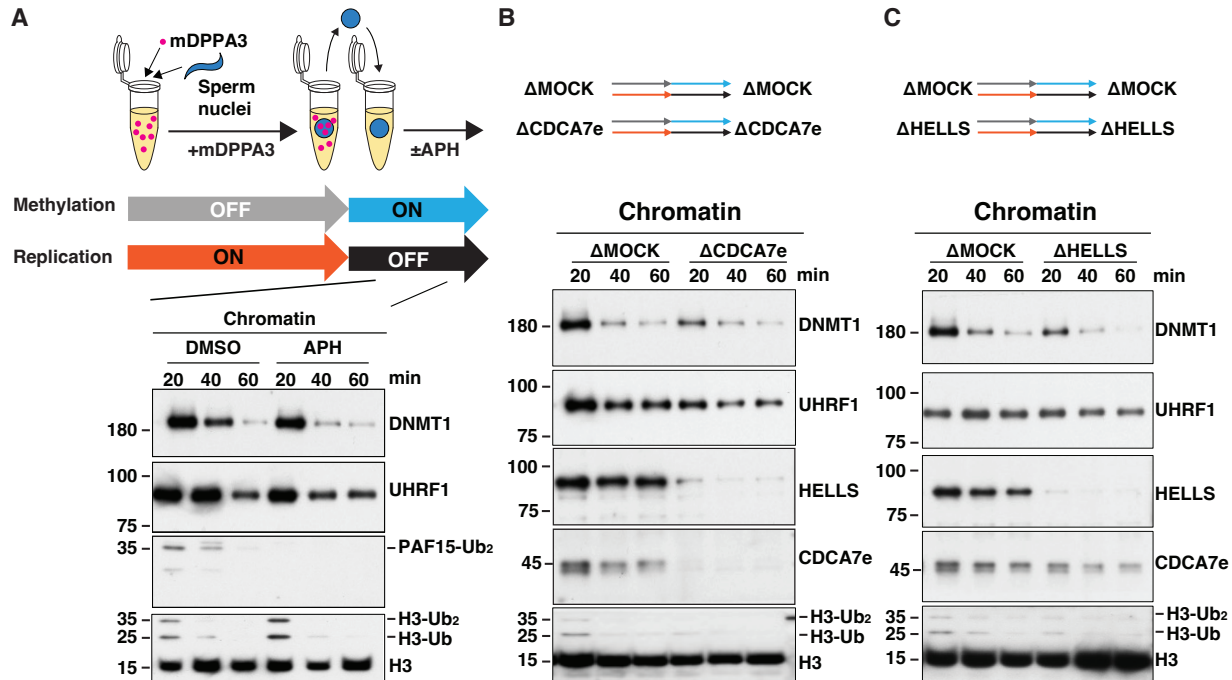 A
mDPPA3
Sperm
nuclei
+mDPPA3
±APH
Methylation OFF ON
Replication ON OFF
Chromatin
DMSO APH
20 40 60 20 40 60 min
180 DNMT1
100 UHRF1
75
35 PAF15-Ub2
35 H3-Ub2
25 H3-Ub
15 H3
B
ΔMOCK ΔMOCK
ΔCDCA7e ΔCDCA7e
Chromatin
ΔMOCK ΔCDCA7e
20 40 60 20 40 60 min
180 DNMT1
100 UHRF1
75
100 HELLS
75
45 CDCA7e
35 H3-Ub2
25 H3-Ub
15 H3
C
ΔMOCK ΔMOCK
ΔHELLS ΔHELLS
Chromatin
ΔMOCK ΔHELLS
20 40 60 20 40 60 min
180 DNMT1
100 UHRF1
75
100 HELLS
75
45 CDCA7e
35 H3-Ub2
25 H3-Ub
15 H3